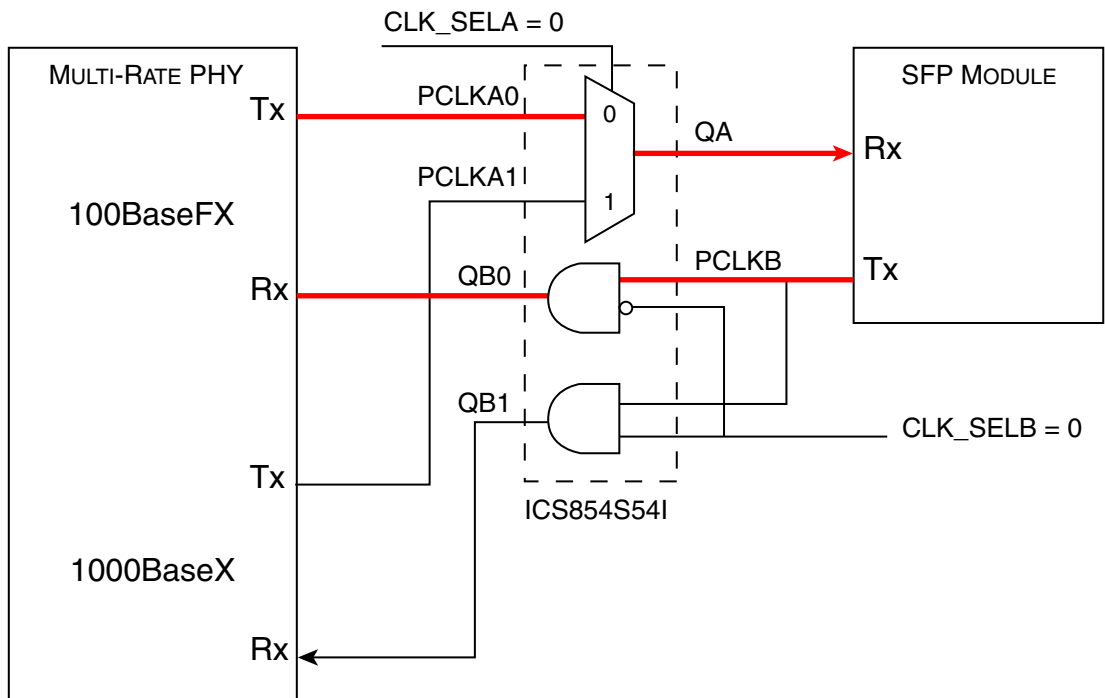 CLK_SELA = 0
MULTI-RATE PHY
SFP MODULE
Tx
PCLKA0
0
QA
Rx
PCLKA1
1
100BaseFX
PCLKB
Tx
QB0
Rx
QB1
CLK_SELB = 0
Tx
ICS854S54I
1000BaseX
Rx